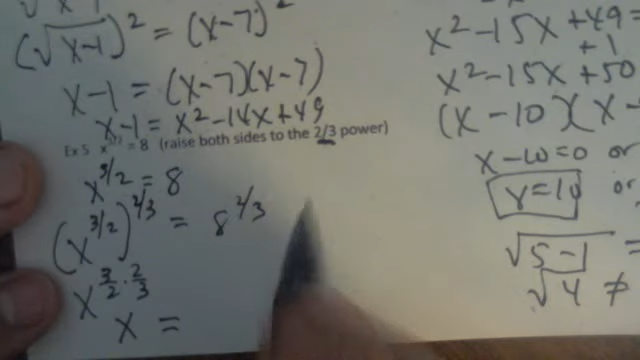 (√x-1)² = (x-7)²
x-1 = (x-7)(x-7)
x-1 = x²-14x+49
Ex 5 x^(3/2) = 8 (raise both sides to the 2/3 power)
x^3/2 = 8
(x^3/2)^2/3 = 8^2/3
x^3/2 · 2/3
x =
x²-15x+49=
+1
x²-15x+50
(x-10)(x-
x-10=0 or
x=10 or
√5-1 =
√4 ≠